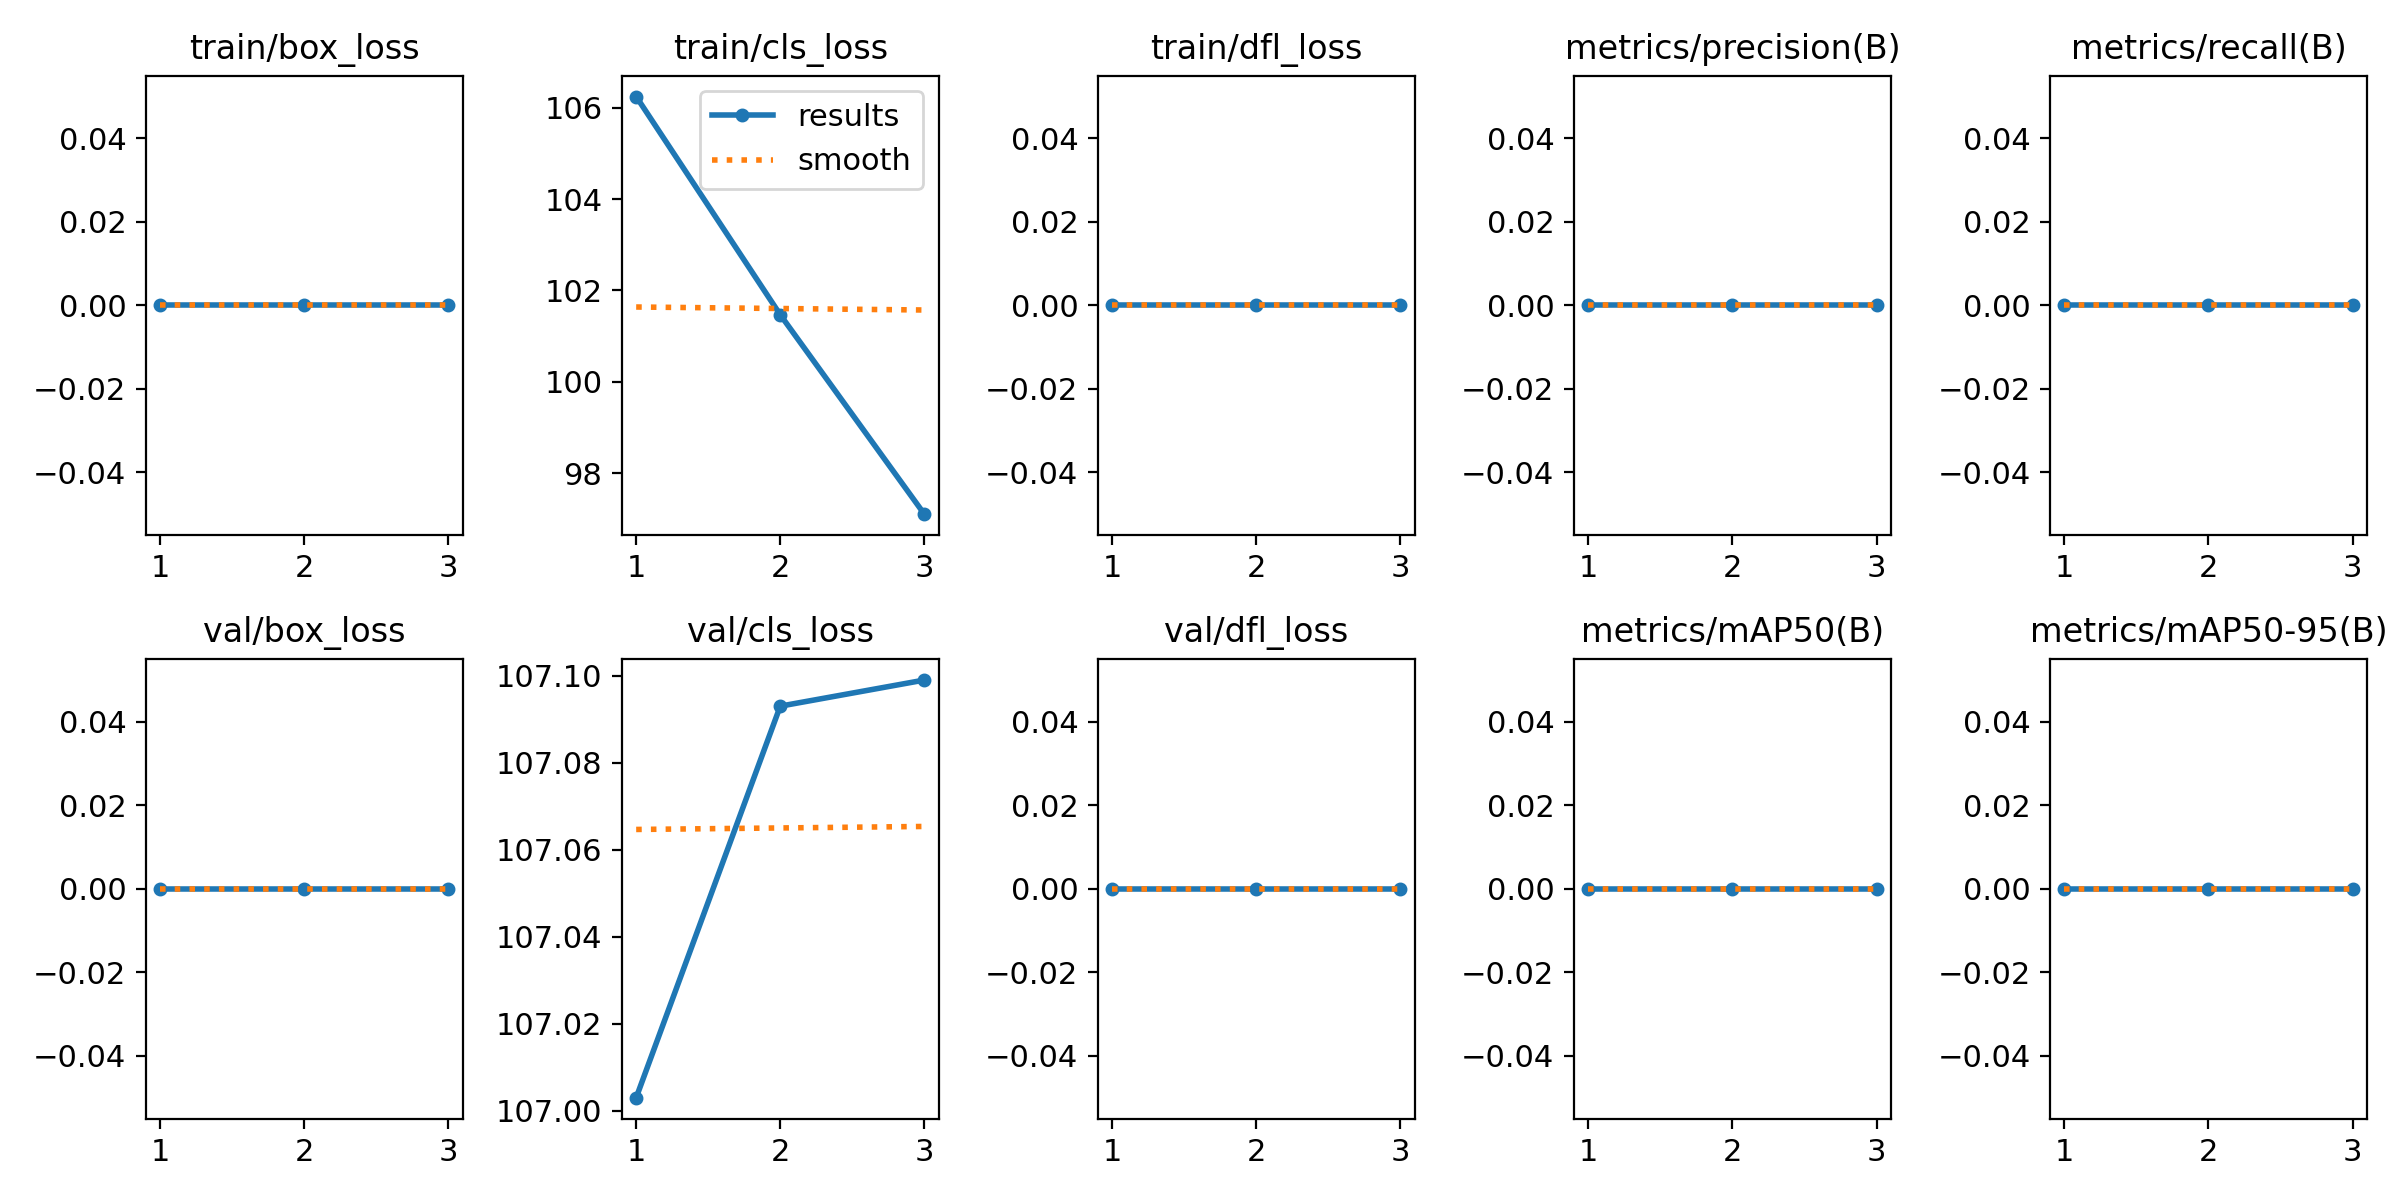 train/box_loss
train/cls_loss
train/dfl_loss
metrics/precision(B)
metrics/recall(B)
0.04
0.02
0.00
−0.02
−0.04
1 2 3
106
104
102
100
98
results
smooth
1 2 3
0.04
0.02
0.00
−0.02
−0.04
1 2 3
0.04
0.02
0.00
−0.02
−0.04
1 2 3
0.04
0.02
0.00
−0.02
−0.04
1 2 3
val/box_loss
val/cls_loss
val/dfl_loss
metrics/mAP50(B)
metrics/mAP50-95(B)
0.04
0.02
0.00
−0.02
−0.04
1 2 3
107.10
107.08
107.06
107.04
107.02
107.00
1 2 3
0.04
0.02
0.00
−0.02
−0.04
1 2 3
0.04
0.02
0.00
−0.02
−0.04
1 2 3
0.04
0.02
0.00
−0.02
−0.04
1 2 3